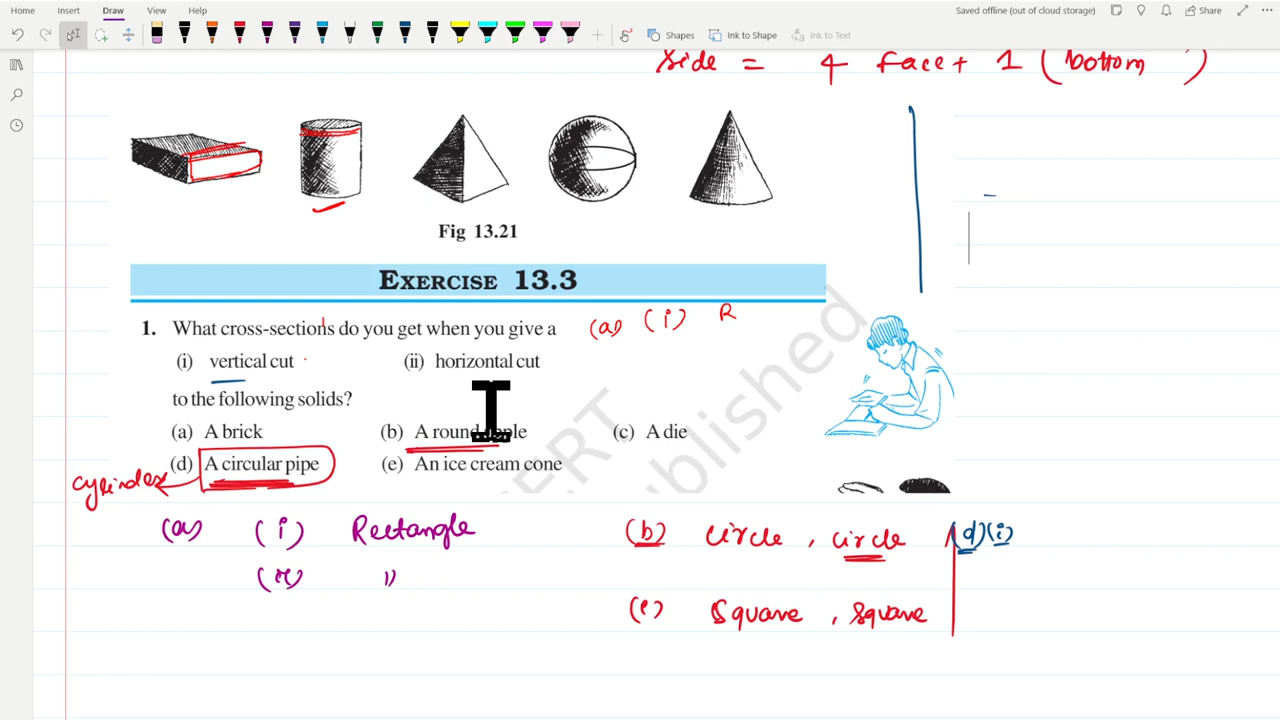 Home Insert Draw View Help Saved offline (out of cloud storage) Share
Shapes Ink to Shape Ink to Text
Side = 4 face + 1 (bottom )
Fig 13.21
EXERCISE 13.3
1. What cross-sections do you get when you give a (a) (i) R
(i) vertical cut (ii) horizontal cut
to the following solids?
(a) A brick (b) A round apple (c) A die
(d) A circular pipe (e) An ice cream cone
cylinder
(a) (i) Rectangle (b) circle , circle (d)(i)
(ii) 〃
square , square